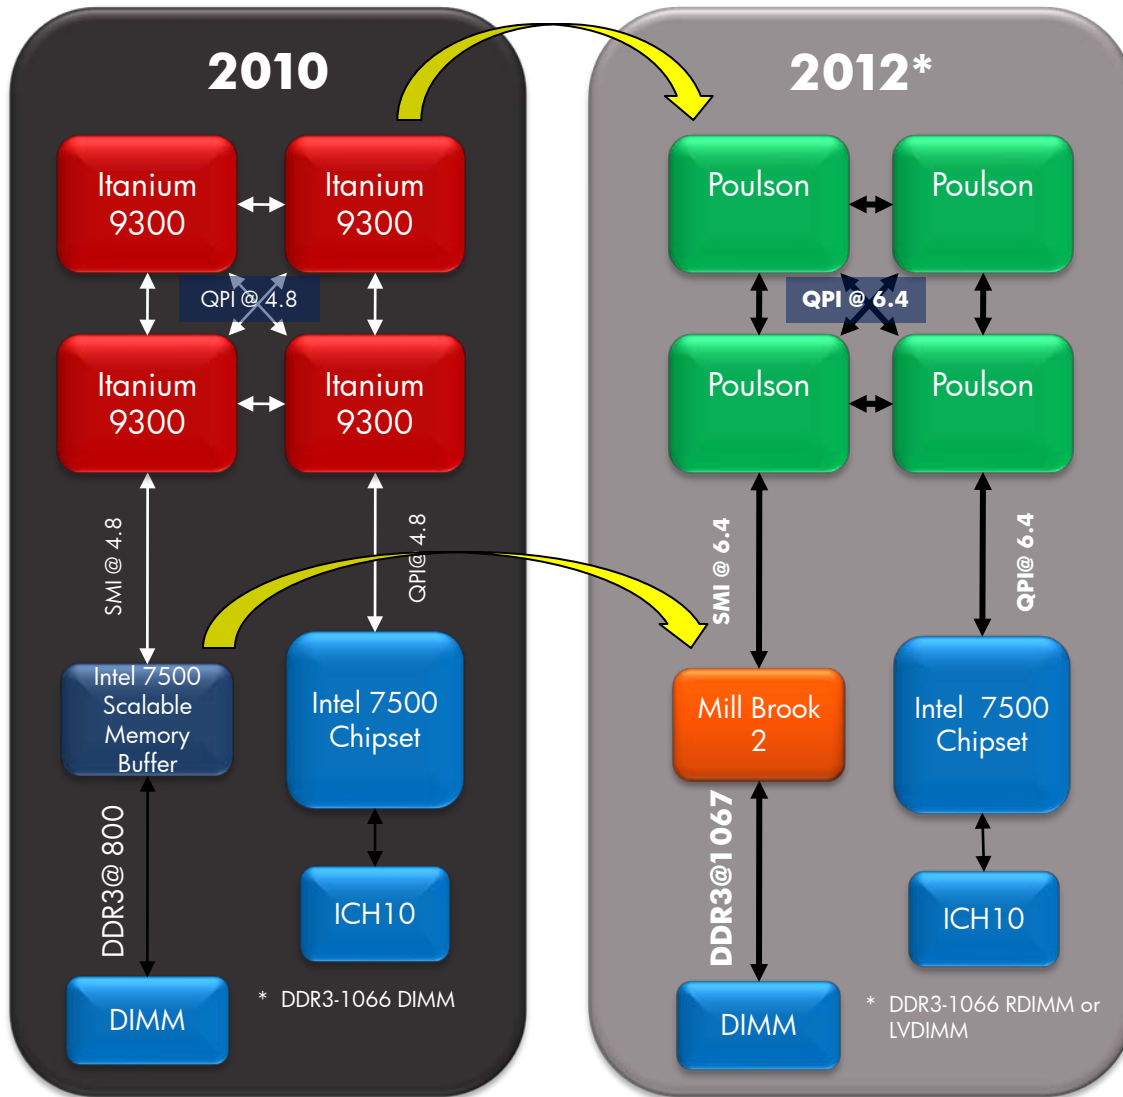 2010
Itanium
9300
Itanium
9300
QPI @ 4.8
Itanium
9300
Itanium
9300
SMI @ 4.8
QPI@ 4.8
Intel 7500
Scalable
Memory
Buffer
Intel 7500
Chipset
DDR3@ 800
ICH10
DIMM
* DDR3-1066 DIMM
2012*
Poulson
Poulson
QPI @ 6.4
Poulson
Poulson
SMI @ 6.4
QPI@ 6.4
Mill Brook
2
Intel 7500
Chipset
DDR3@1067
ICH10
DIMM
* DDR3-1066 RDIMM or
LVDIMM